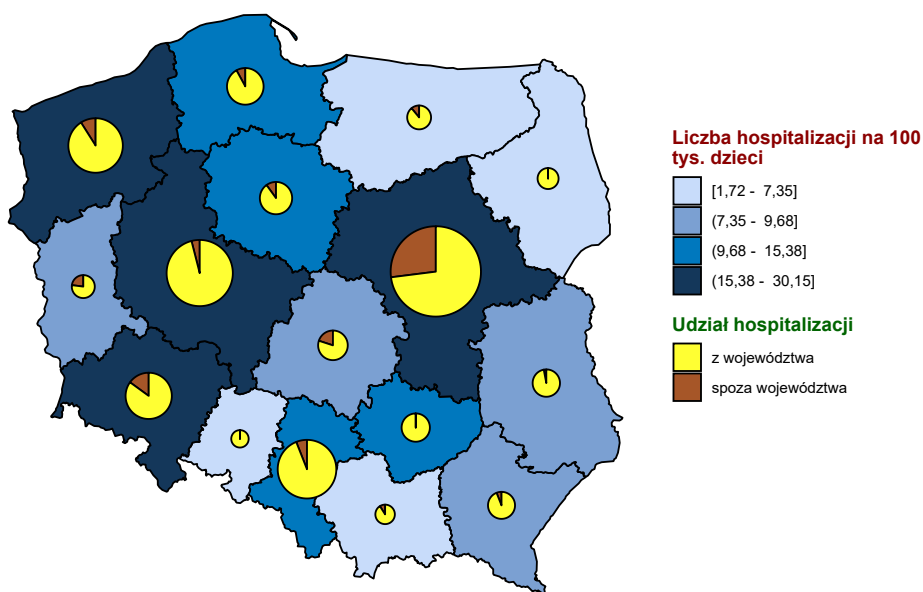 Liczba hospitalizacji na 100
tys. dzieci
[1,72 - 7,35]
(7,35 - 9,68]
(9,68 - 15,38]
(15,38 - 30,15]
Udział hospitalizacji
z województwa
spoza województwa